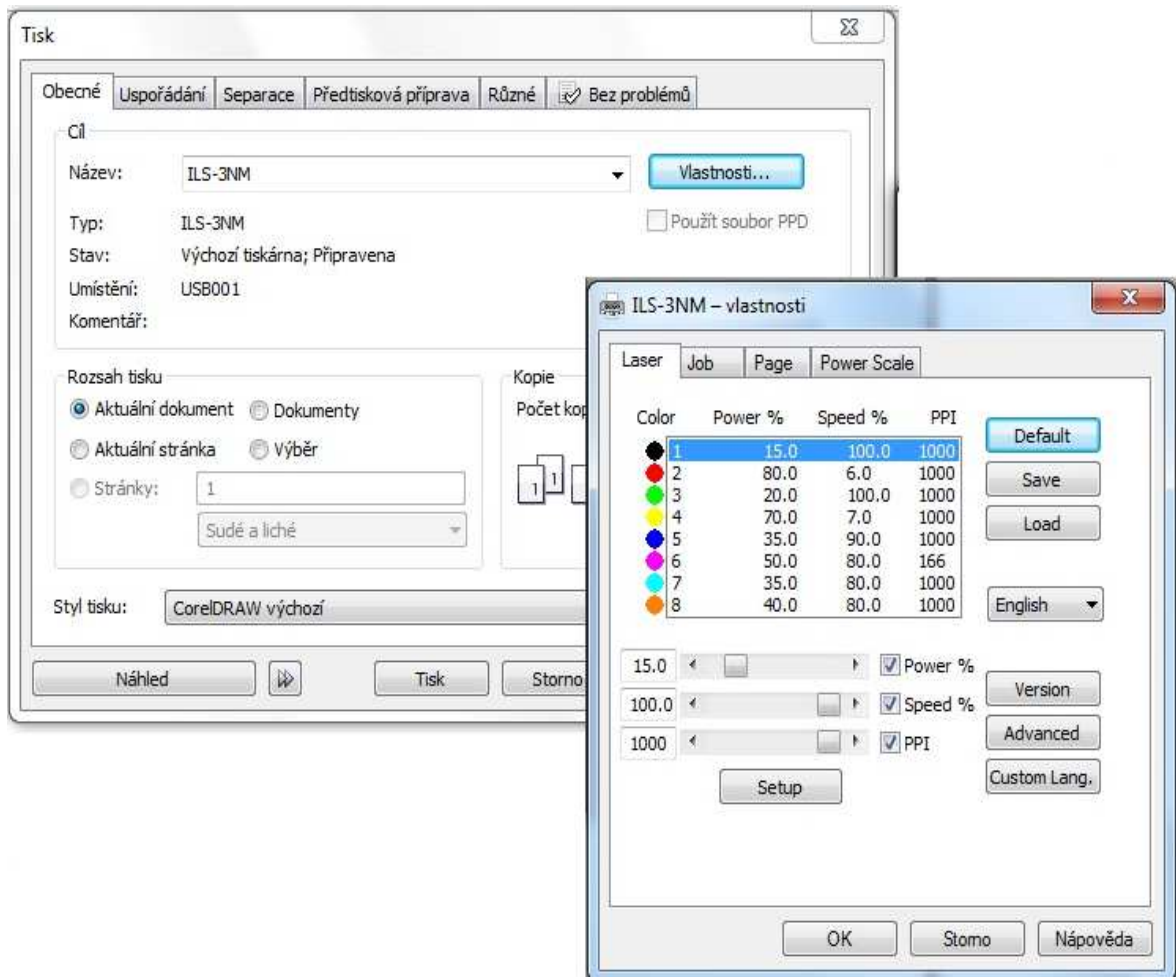 Tisk
Obecné Uspořádání Separace Předtisková příprava Různé Bez problémů
Cíl
Název: ILS-3NM Vlastnosti...
Typ: ILS-3NM Použít soubor PPD
Stav: Výchozí tiskárna; Připravena
Umístění: USB001
Komentář:
Rozsah tisku
Aktuální dokument Dokumenty
Aktuální stránka Výběr
Stránky: 1
Sudé a liché
Kopie
Počet kop
1 1
Styl tisku: CorelDRAW výchozí
Náhled Tisk Storno
ILS-3NM – vlastnosti
Laser Job Page Power Scale
Color Power % Speed % PPI
1 15.0 100.0 1000
2 80.0 6.0 1000
3 20.0 100.0 1000
4 70.0 7.0 1000
5 35.0 90.0 1000
6 50.0 80.0 166
7 35.0 80.0 1000
8 40.0 80.0 1000
Default
Save
Load
English
15.0 Power %
100.0 Speed %
1000 PPI
Setup
Version
Advanced
Custom Lang.
OK Storno Nápověda